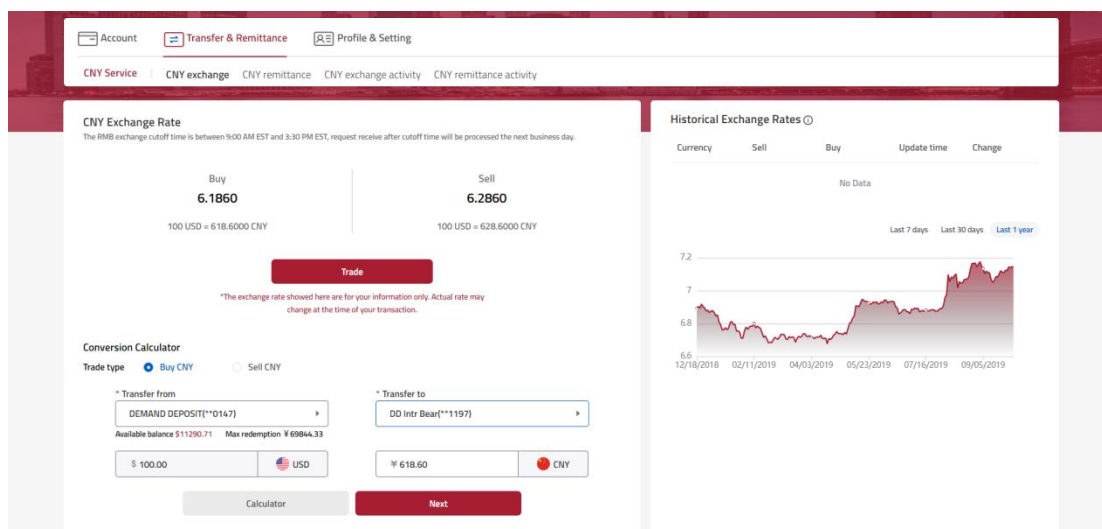 Account Transfer & Remittance Profile & Setting
CNY Service CNY exchange CNY remittance CNY exchange activity CNY remittance activity
CNY Exchange Rate
The RMB exchange cutoff time is between 9:00 AM EST and 3:30 PM EST, request receive after cutoff time will be processed the next business day.
Buy Sell
6.1860 6.2860
100 USD = 618.6000 CNY 100 USD = 628.6000 CNY
Trade
*The exchange rate showed here are for your information only. Actual rate may
change at the time of your transaction.
Conversion Calculator
Trade type Buy CNY Sell CNY
* Transfer from * Transfer to
DEMAND DEPOSIT(**0147) DD Intr Bear(**1197)
Available balance $11290.71 Max redemption ¥ 69844.33
$ 100.00 USD ¥ 618.60 CNY
Calculator Next
Historical Exchange Rates
Currency Sell Buy Update time Change
No Data
Last 7 days Last 30 days Last 1 year
7.2
7
6.8
6.6
12/18/2018 02/11/2019 04/03/2019 05/23/2019 07/16/2019 09/05/2019